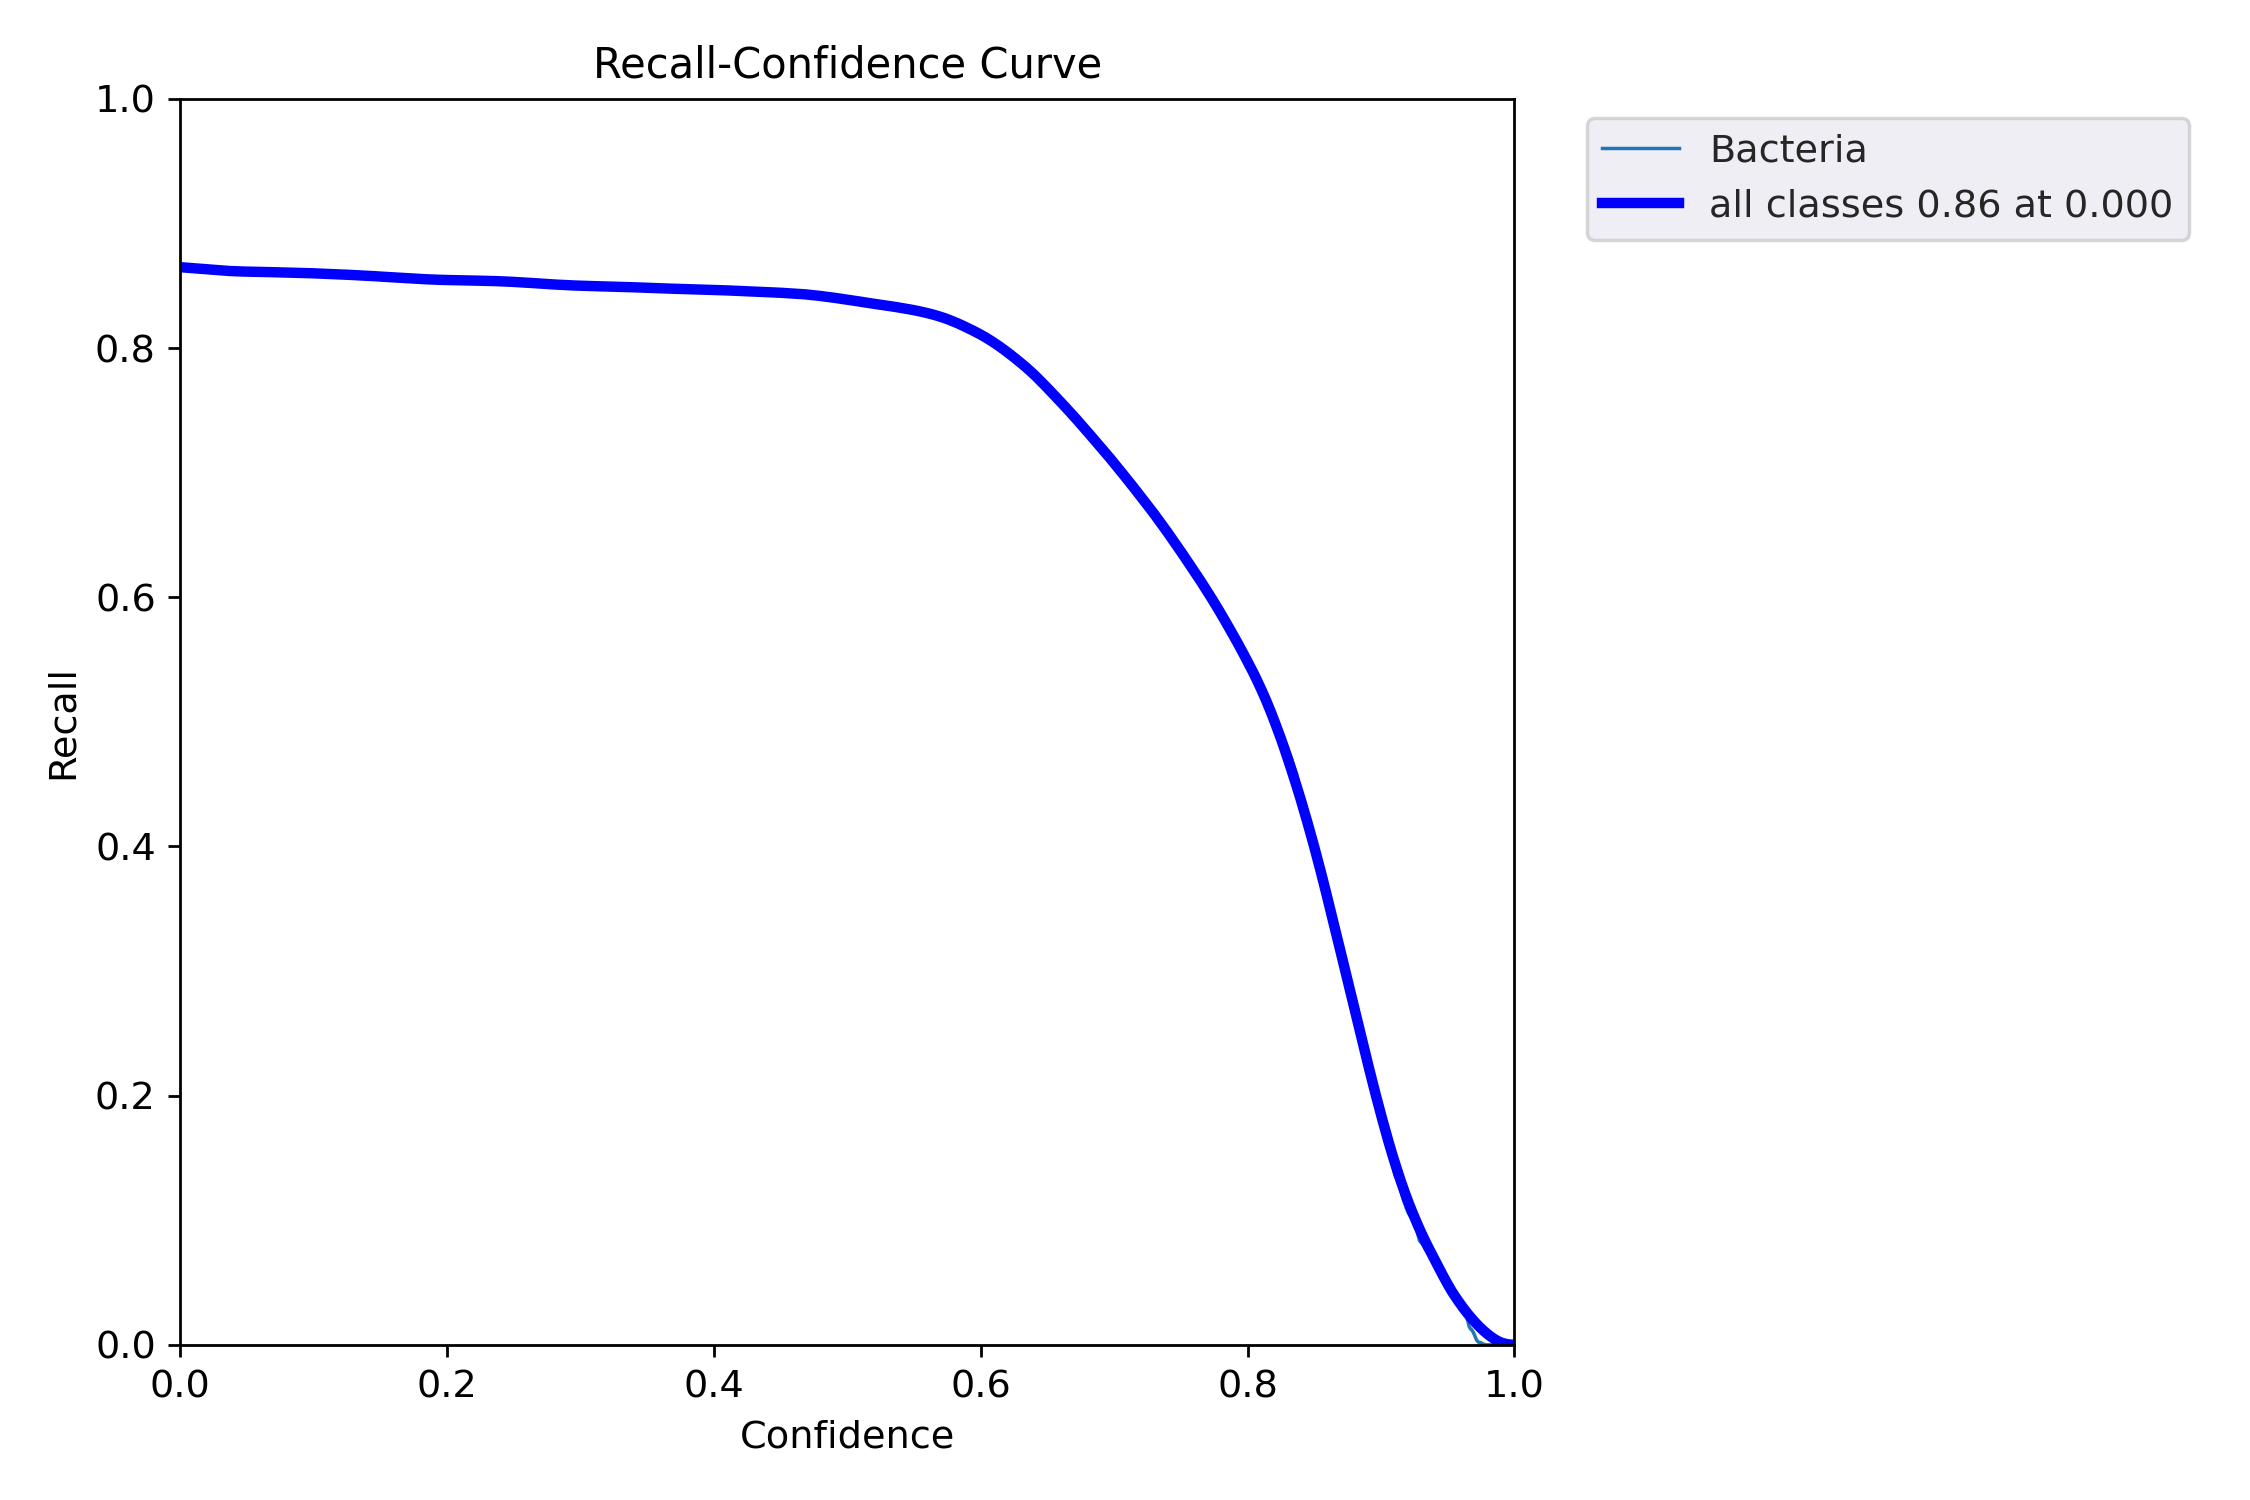 Recall-Confidence Curve
1.0
0.8
0.6
0.4
0.2
0.0
Recall
0.0 0.2 0.4 0.6 0.8 1.0
Confidence
Bacteria
all classes 0.86 at 0.000